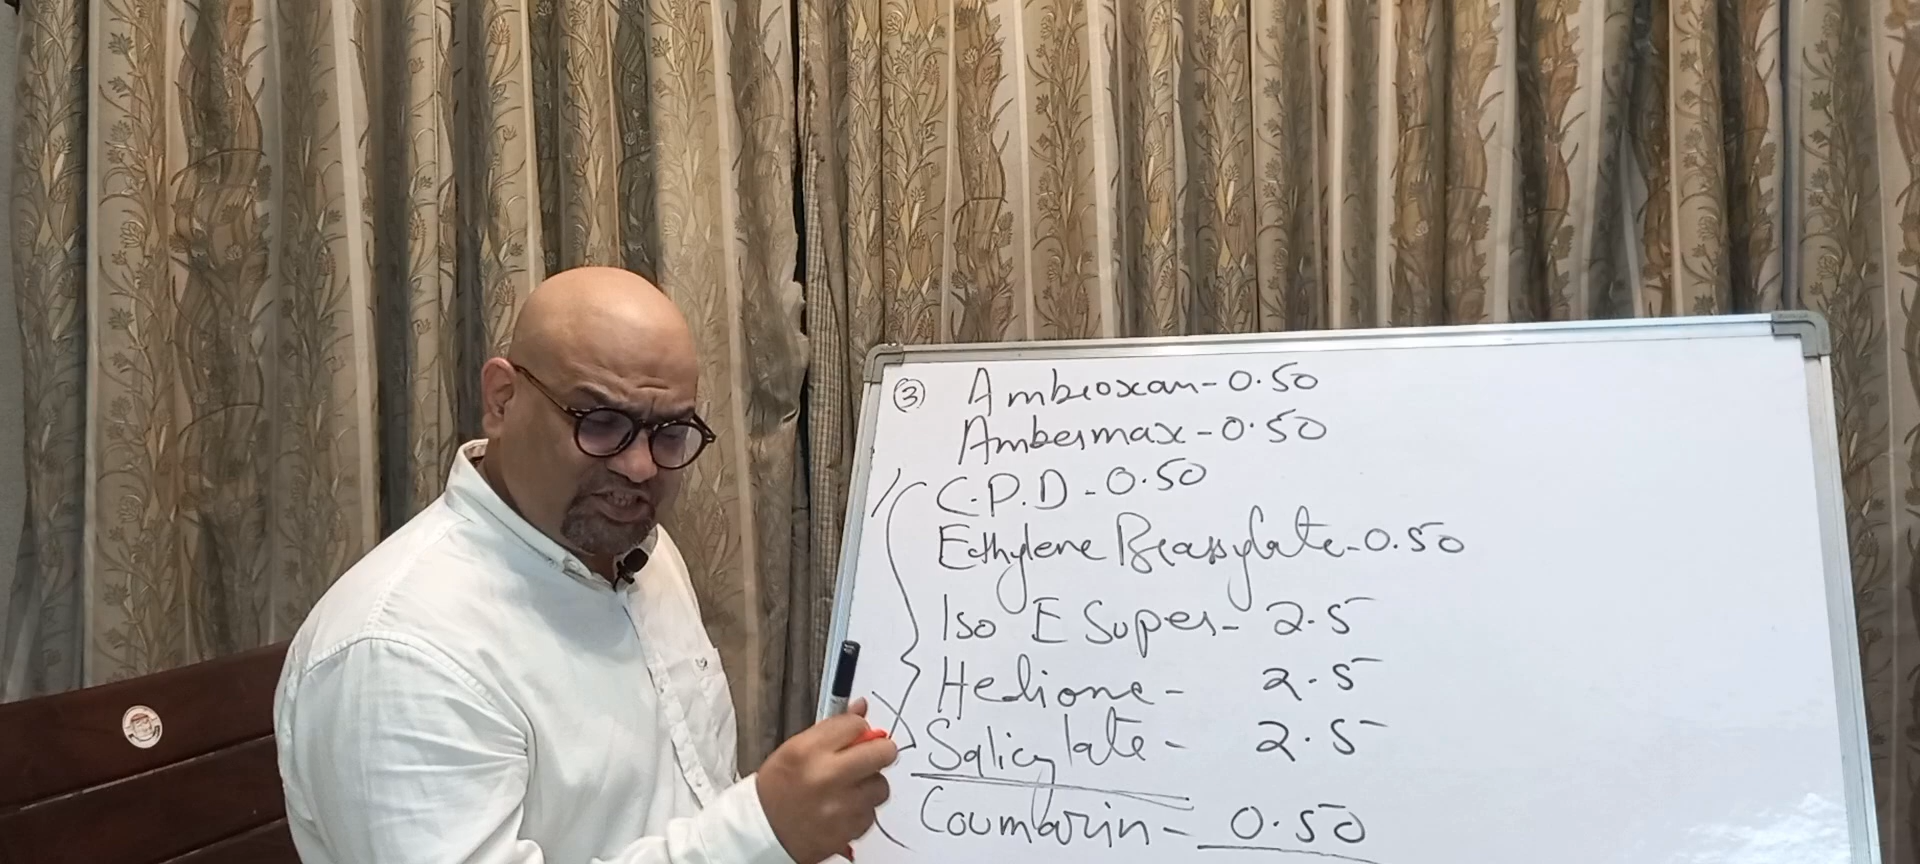 ③ Ambroxan - 0.50
Ambermax - 0.50
C.P.D - 0.50
Ethylene Brassylate - 0.50
Iso E Super - 2.5
Hedione - 2.5
Salicylate - 2.5
Coumarin - 0.50